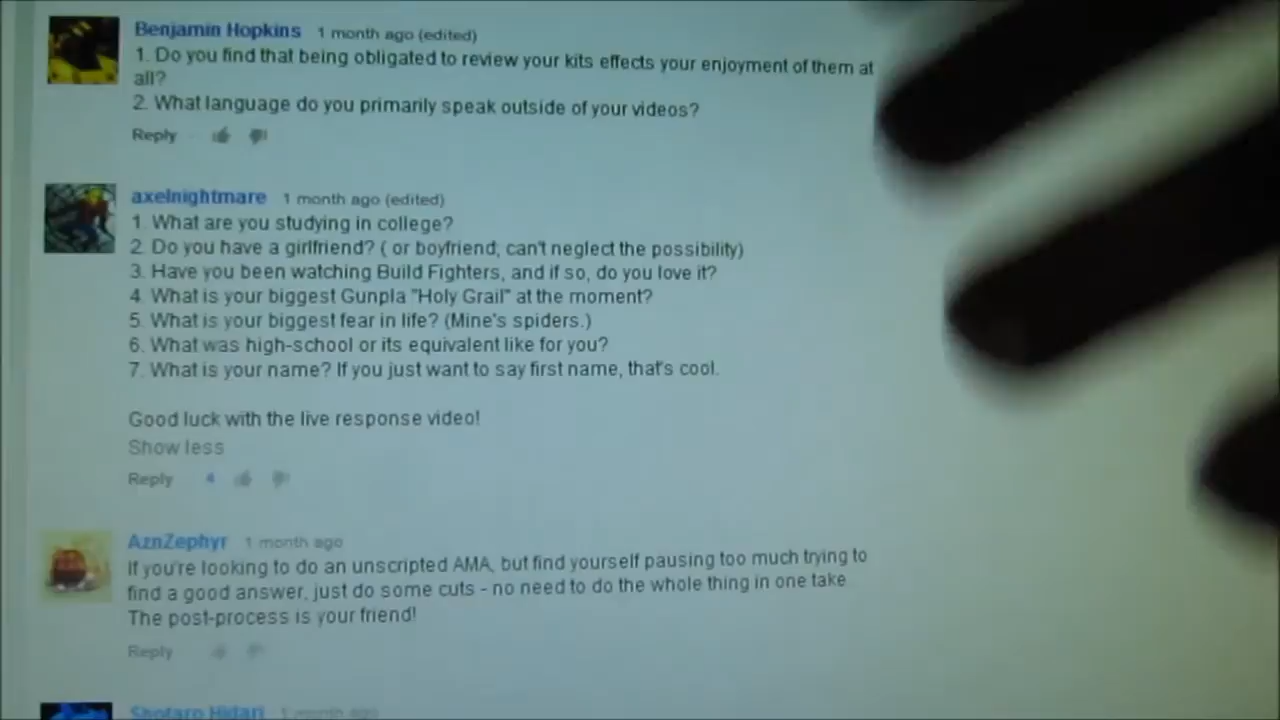 Benjamin Hopkins 1 month ago (edited)
1. Do you find that being obligated to review your kits effects your enjoyment of them at
all?
2. What language do you primarily speak outside of your videos?
Reply
axelnightmare 1 month ago (edited)
1. What are you studying in college?
2. Do you have a girlfriend? ( or boyfriend; can't neglect the possibility)
3. Have you been watching Build Fighters, and if so, do you love it?
4. What is your biggest Gunpla "Holy Grail" at the moment?
5. What is your biggest fear in life? (Mine's spiders.)
6. What was high-school or its equivalent like for you?
7. What is your name? If you just want to say first name, that's cool.
Good luck with the live response video!
Show less
Reply 4
AznZephyr 1 month ago
If you're looking to do an unscripted AMA, but find yourself pausing too much trying to
find a good answer, just do some cuts - no need to do the whole thing in one take
The post-process is your friend!
Reply
Shotaro Hidari 1 month ago